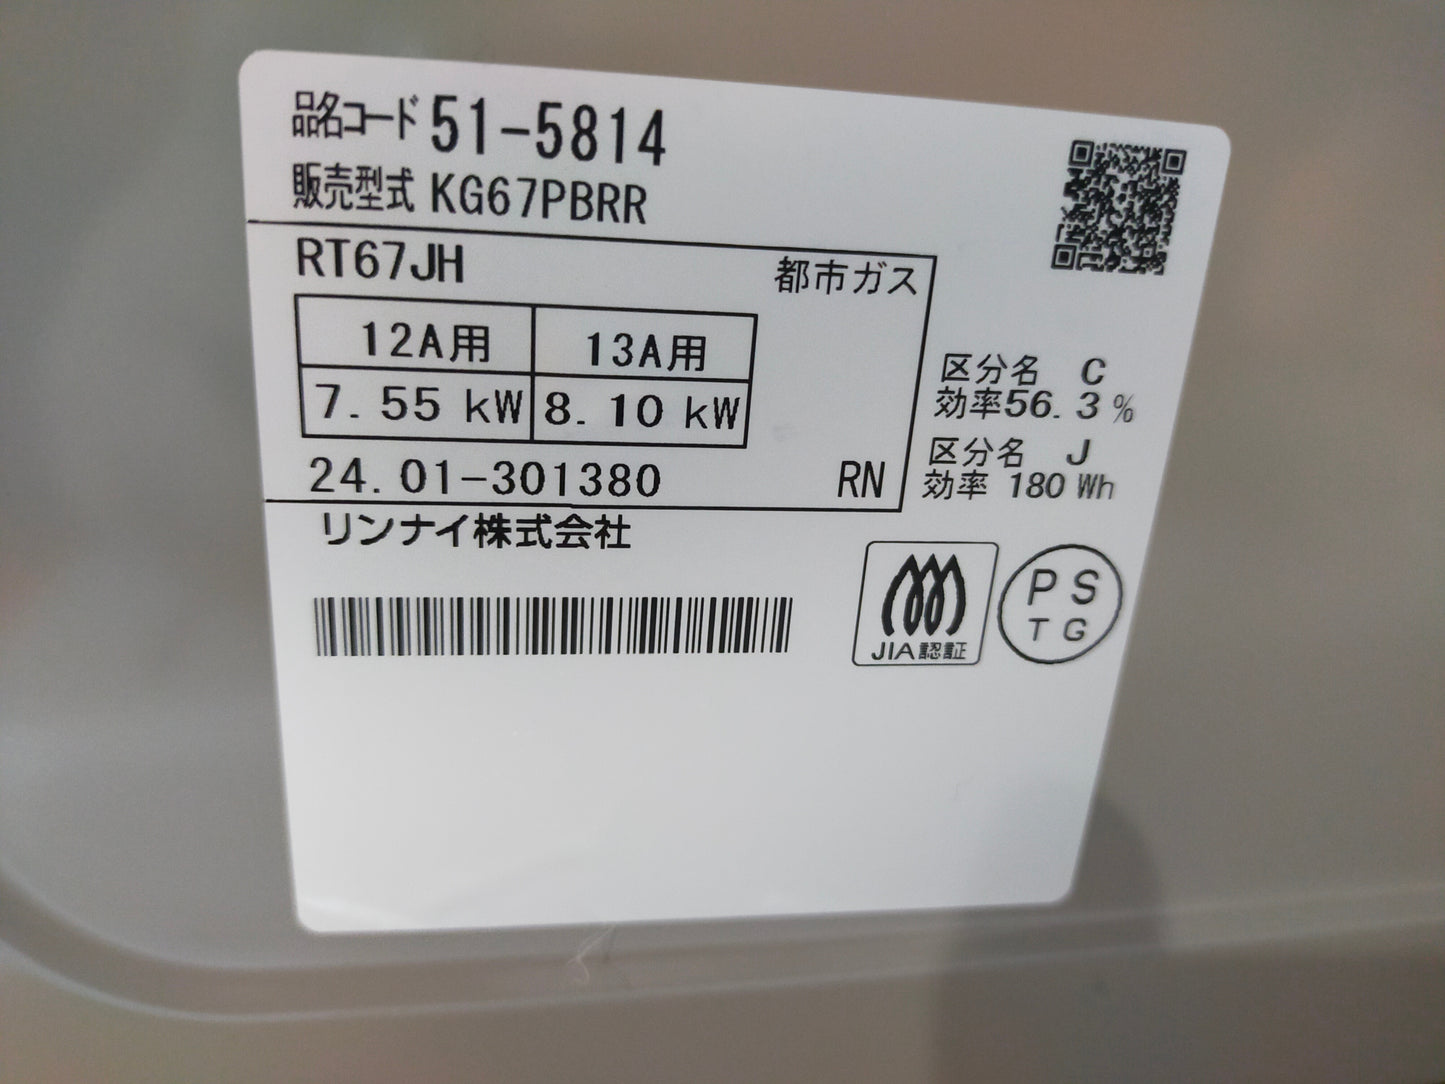 品名コード 51-5814
販売型式 KG67PBRR
RT67JH 都市ガス
12A用 13A用
7.55 kW 8.10 kW
24.01-301380 RN
リンナイ株式会社
区分名 C
効率56.3%
区分名 J
効率 180 Wh
JIA認証
PS
TG